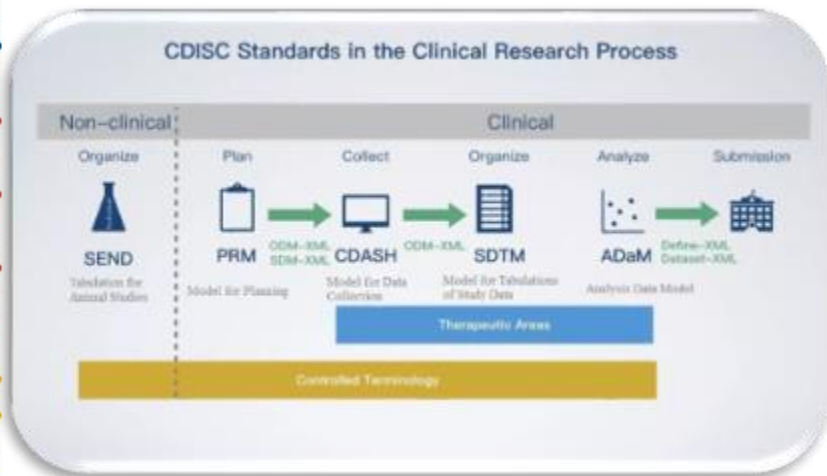 CDISC Standards in the Clinical Research Process
Non-clinical
Clinical
Organize
Plan
Collect
Organize
Analyze
Submission
SEND
PRM
ODM-XML
SDM-XML
CDASH
ODM-XML
SDTM
ADaM
Define-XML
Dataset-XML
Tabulation for
Animal Studies
Model for Planning
Model for Data
Collection
Model for Tabulations
of Study Data
Analysis Data Model
Therapeutic Areas
Controlled Terminology